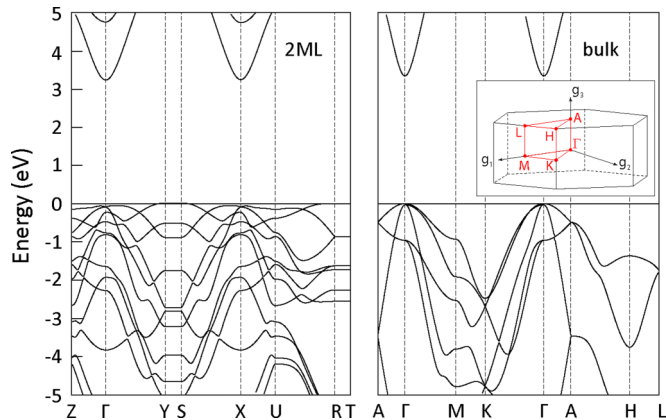 Energy (eV)
5
4
3
2
1
0
-1
-2
-3
-4
-5
2ML
Z Γ Y S X U R T
bulk
g3
A
L H
Γ
g1 M K g2
A Γ M K Γ A H L